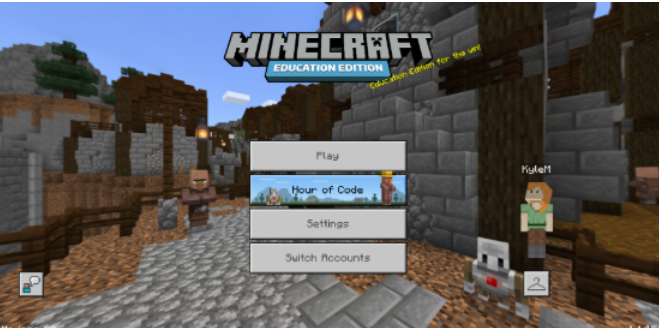 MINECRAFT
EDUCATION EDITION
Education Edition for the win!
Play
KyleM
Hour of Code
Settings
Switch Accounts